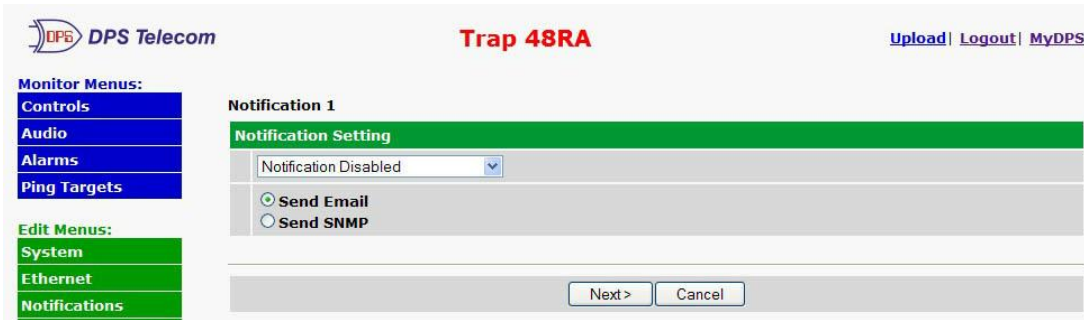 DPS DPS Telecom
Trap 48RA
Upload| Logout| MyDPS
Monitor Menus:
Controls
Audio
Alarms
Ping Targets
Edit Menus:
System
Ethernet
Notifications
Notification 1
Notification Setting
Notification Disabled
Send Email
Send SNMP
Next> Cancel